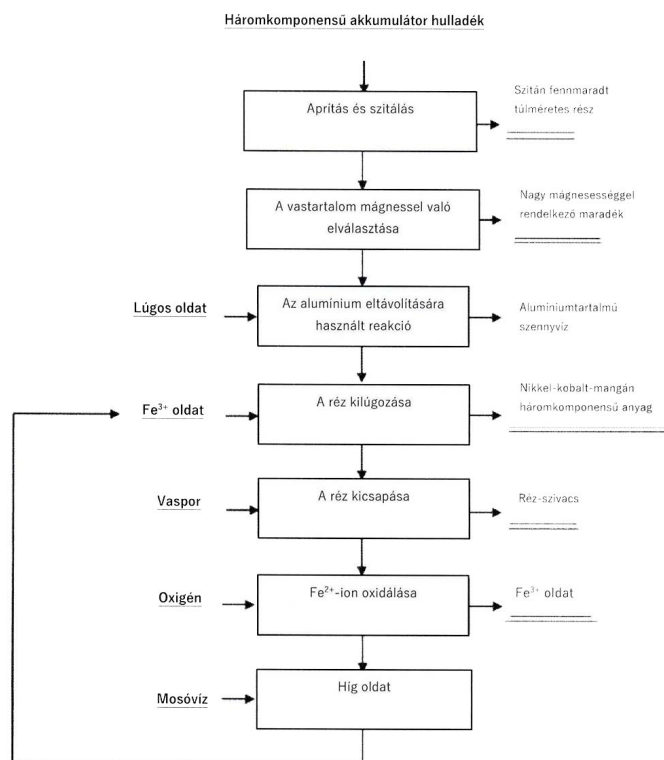 Háromkomponensű akkumulátor hulladék
Aprítás és szitálás
Szitán fennmaradt
túlméretes rész
A vastartalom mágnessel való
elválasztása
Nagy mágnesességgel
rendelkező maradék
Lúgos oldat
Az alumínium eltávolítására
használt reakció
Alumíniumtartalmú
szennyvíz
Fe³⁺ oldat
A réz kilúgozása
Nikkel-kobalt-mangán
háromkomponensű anyag
Vaspor
A réz kicsapása
Réz-szivacs
Oxigén
Fe²⁺-ion oxidálása
Fe³⁺ oldat
Mosóvíz
Híg oldat